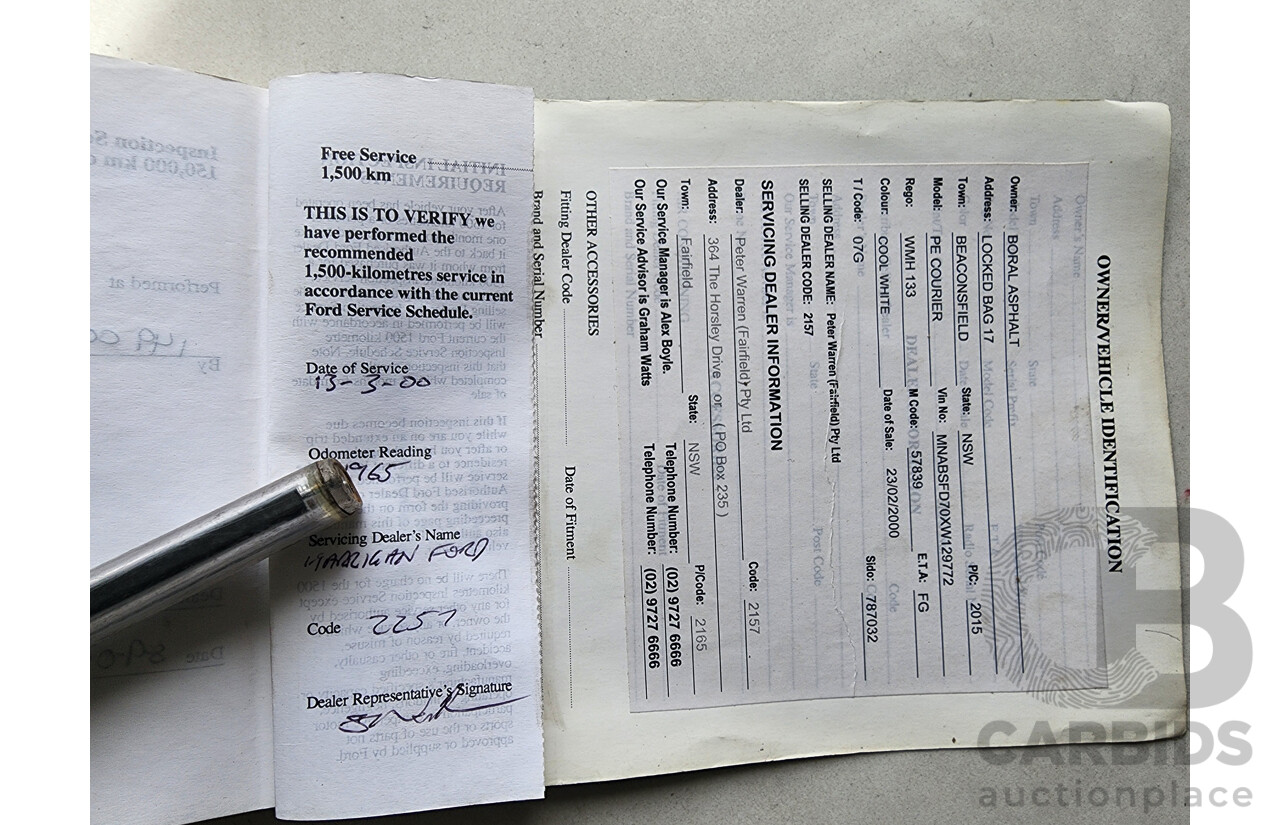 Free Service
1,500 km
THIS IS TO VERIFY we
have performed the
recommended
1,500-kilometres service in
accordance with the current
Ford Service Schedule.
Date of Service
13-3-00
Odometer Reading
965
Servicing Dealer's Name
HARRIGAN FORD
Code 2257
Dealer Representative's Signature
OWNER/VEHICLE IDENTIFICATION
Owner: BORAL ASPHALT
Address: LOCKED BAG 17
Town: BEACONSFIELD State: NSW P/C: 2015
Model: PE COURIER Vin No: MNABSFD70XW129772
Rego: WMH 133 M Code: 57839 E.T.A: FG
Colour: COOL WHITE Date of Sale: 23/02/2000
T / Code: 07G Sido: 787032
SELLING DEALER NAME: Peter Warren (Fairfield) Pty Ltd
SELLING DEALER CODE: 2157
SERVICING DEALER INFORMATION
Dealer: Peter Warren (Fairfield) Pty Ltd Code: 2157
Address: 364 The Horsley Drive or ( PO Box 235 )
Town: Fairfield State: NSW P/Code: 2165
Our Service Manager is Alex Boyle. Telephone Number: (02) 9727 6666
Our Service Advisor is Graham Watts Telephone Number: (02) 9727 6666
OTHER ACCESSORIES
Fitting Dealer Code Date of Fitment
Brand and Serial Number
CARBIDS
auctionplace